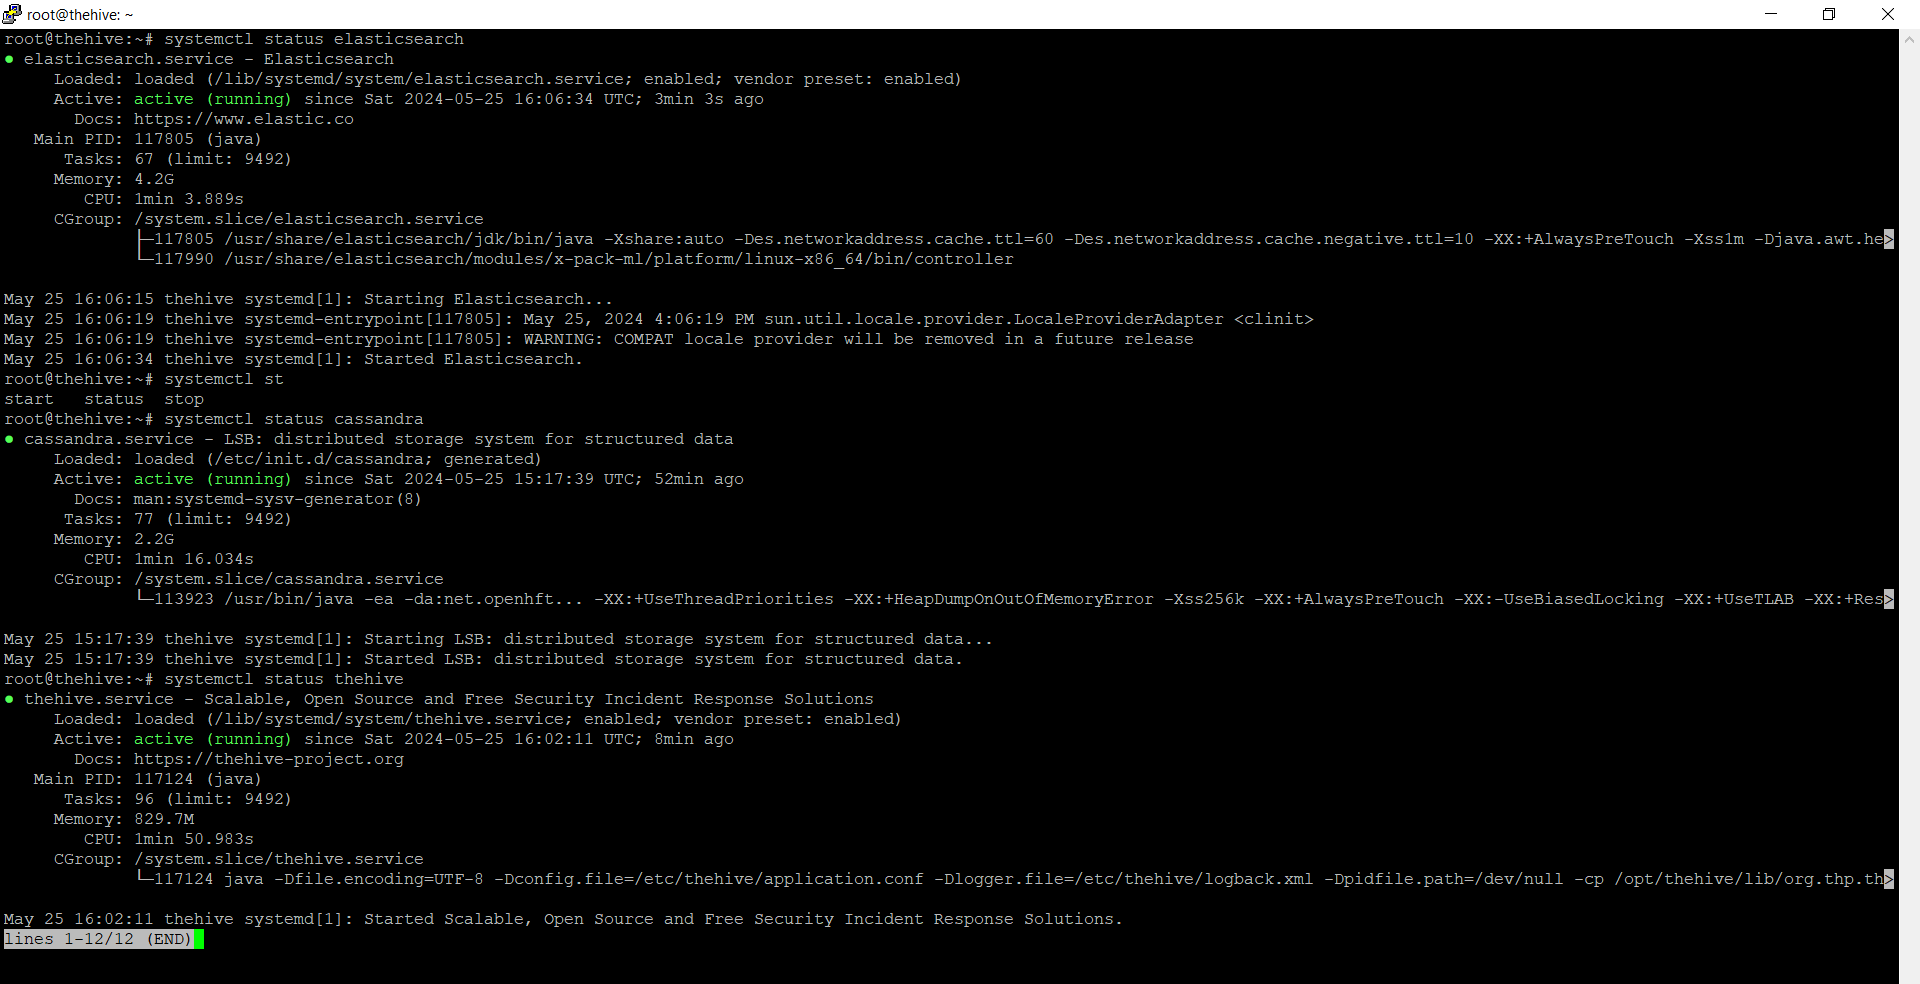 root@thehive: ~
root@thehive:~# systemctl status elasticsearch
● elasticsearch.service - Elasticsearch
     Loaded: loaded (/lib/systemd/system/elasticsearch.service; enabled; vendor preset: enabled)
     Active: active (running) since Sat 2024-05-25 16:06:34 UTC; 3min 3s ago
       Docs: https://www.elastic.co
   Main PID: 117805 (java)
      Tasks: 67 (limit: 9492)
     Memory: 4.2G
        CPU: 1min 3.889s
     CGroup: /system.slice/elasticsearch.service
             ├─117805 /usr/share/elasticsearch/jdk/bin/java -Xshare:auto -Des.networkaddress.cache.ttl=60 -Des.networkaddress.cache.negative.ttl=10 -XX:+AlwaysPreTouch -Xss1m -Djava.awt.he>
             └─117990 /usr/share/elasticsearch/modules/x-pack-ml/platform/linux-x86_64/bin/controller
May 25 16:06:15 thehive systemd[1]: Starting Elasticsearch...
May 25 16:06:19 thehive systemd-entrypoint[117805]: May 25, 2024 4:06:19 PM sun.util.locale.provider.LocaleProviderAdapter <clinit>
May 25 16:06:19 thehive systemd-entrypoint[117805]: WARNING: COMPAT locale provider will be removed in a future release
May 25 16:06:34 thehive systemd[1]: Started Elasticsearch.
root@thehive:~# systemctl st
start   status  stop
root@thehive:~# systemctl status cassandra
● cassandra.service - LSB: distributed storage system for structured data
     Loaded: loaded (/etc/init.d/cassandra; generated)
     Active: active (running) since Sat 2024-05-25 15:17:39 UTC; 52min ago
       Docs: man:systemd-sysv-generator(8)
      Tasks: 77 (limit: 9492)
     Memory: 2.2G
        CPU: 1min 16.034s
     CGroup: /system.slice/cassandra.service
             └─113923 /usr/bin/java -ea -da:net.openhft... -XX:+UseThreadPriorities -XX:+HeapDumpOnOutOfMemoryError -Xss256k -XX:+AlwaysPreTouch -XX:-UseBiasedLocking -XX:+UseTLAB -XX:+Res>
May 25 15:17:39 thehive systemd[1]: Starting LSB: distributed storage system for structured data...
May 25 15:17:39 thehive systemd[1]: Started LSB: distributed storage system for structured data.
root@thehive:~# systemctl status thehive
● thehive.service - Scalable, Open Source and Free Security Incident Response Solutions
     Loaded: loaded (/lib/systemd/system/thehive.service; enabled; vendor preset: enabled)
     Active: active (running) since Sat 2024-05-25 16:02:11 UTC; 8min ago
       Docs: https://thehive-project.org
   Main PID: 117124 (java)
      Tasks: 96 (limit: 9492)
     Memory: 829.7M
        CPU: 1min 50.983s
     CGroup: /system.slice/thehive.service
             └─117124 java -Dfile.encoding=UTF-8 -Dconfig.file=/etc/thehive/application.conf -Dlogger.file=/etc/thehive/logback.xml -Dpidfile.path=/dev/null -cp /opt/thehive/lib/org.thp.th>
May 25 16:02:11 thehive systemd[1]: Started Scalable, Open Source and Free Security Incident Response Solutions.
lines 1-12/12 (END)